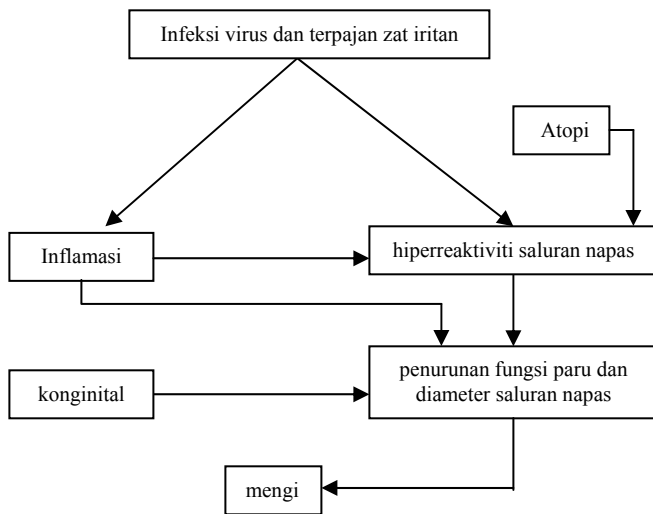 Infeksi virus dan terpajan zat iritan
Atopi
Inflamasi
hiperreaktiviti saluran napas
konginital
penurunan fungsi paru dan
diameter saluran napas
mengi